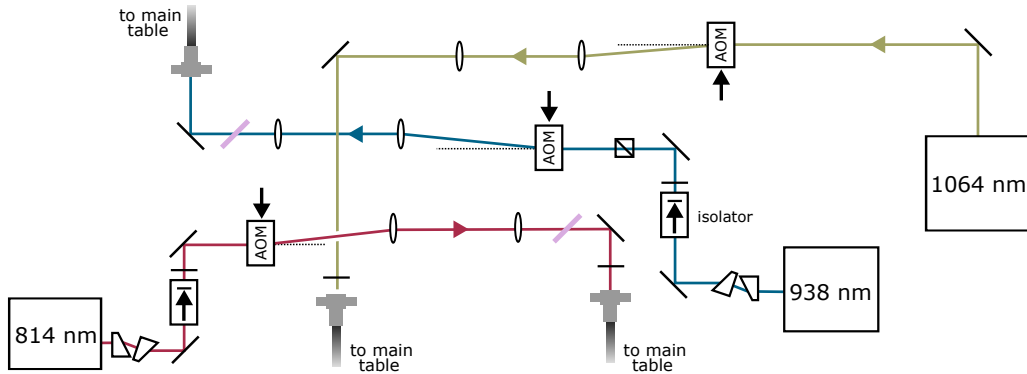 to main
table
AOM
AOM
1064 nm
isolator
AOM
938 nm
814 nm
to main
table
to main
table